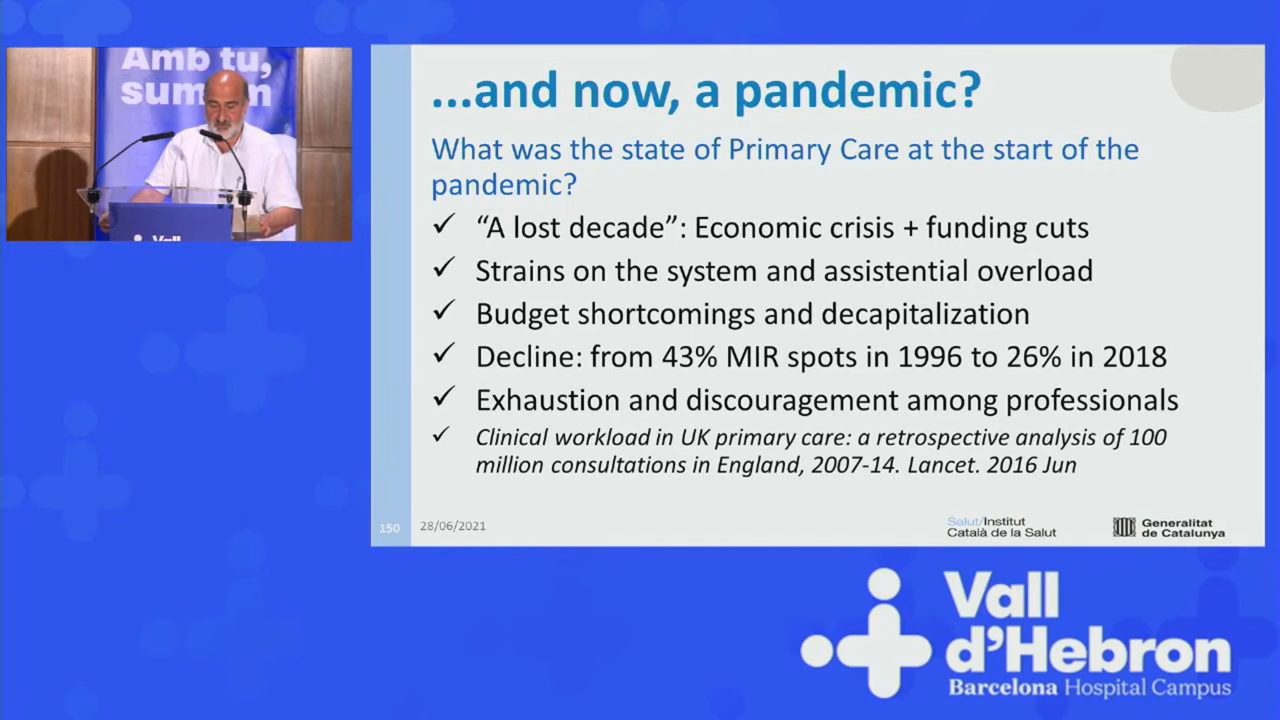 Amb tu,
...and now, a pandemic?
What was the state of Primary Care at the start of the
pandemic?
✓ “A lost decade”: Economic crisis + funding cuts
✓ Strains on the system and assistential overload
✓ Budget shortcomings and decapitalization
✓ Decline: from 43% MIR spots in 1996 to 26% in 2018
✓ Exhaustion and discouragement among professionals
✓ Clinical workload in UK primary care: a retrospective analysis of 100
million consultations in England, 2007-14. Lancet. 2016 Jun
150
28/06/2021
Salut/Institut
Català de la Salut
Generalitat
de Catalunya
Vall
d’Hebron
Barcelona Hospital Campus